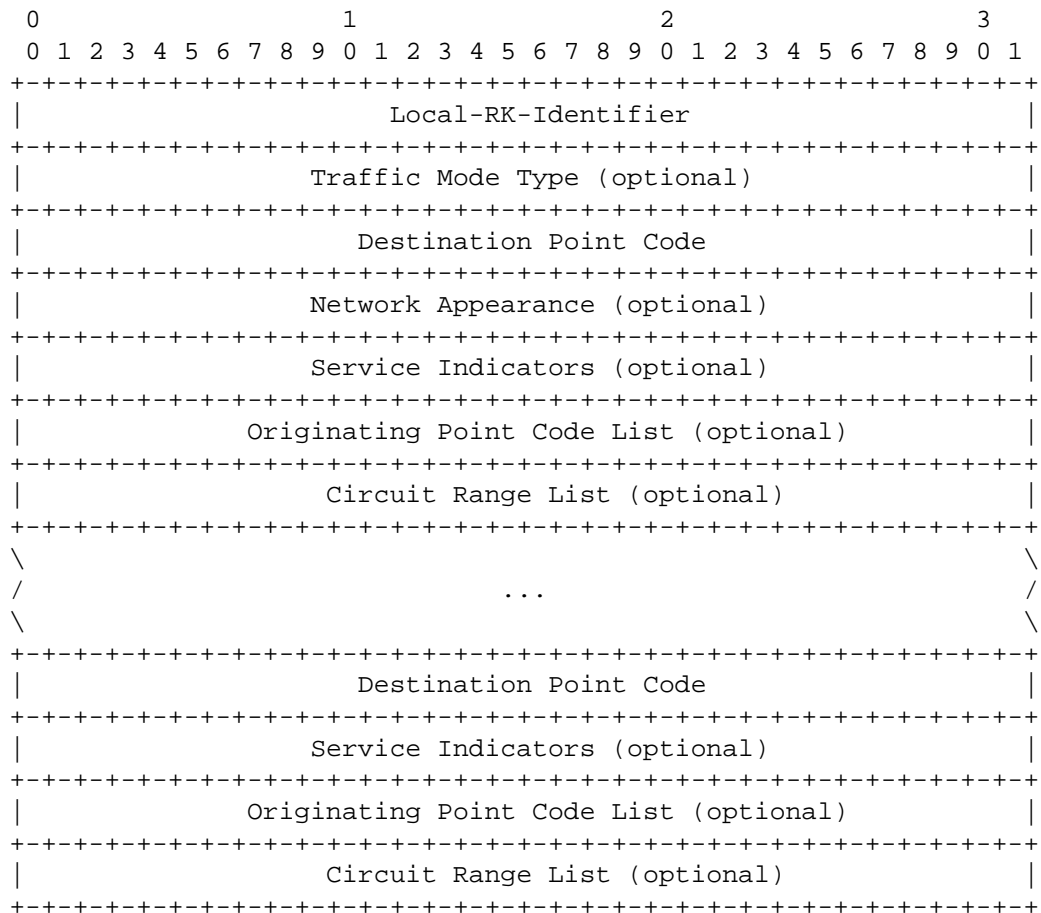 0                   1                   2                   3
 0 1 2 3 4 5 6 7 8 9 0 1 2 3 4 5 6 7 8 9 0 1 2 3 4 5 6 7 8 9 0 1
+-+-+-+-+-+-+-+-+-+-+-+-+-+-+-+-+-+-+-+-+-+-+-+-+-+-+-+-+-+-+-+-+
|                       Local-RK-Identifier                     |
+-+-+-+-+-+-+-+-+-+-+-+-+-+-+-+-+-+-+-+-+-+-+-+-+-+-+-+-+-+-+-+-+
|                  Traffic Mode Type (optional)                 |
+-+-+-+-+-+-+-+-+-+-+-+-+-+-+-+-+-+-+-+-+-+-+-+-+-+-+-+-+-+-+-+-+
|                     Destination Point Code                    |
+-+-+-+-+-+-+-+-+-+-+-+-+-+-+-+-+-+-+-+-+-+-+-+-+-+-+-+-+-+-+-+-+
|                  Network Appearance (optional)                |
+-+-+-+-+-+-+-+-+-+-+-+-+-+-+-+-+-+-+-+-+-+-+-+-+-+-+-+-+-+-+-+-+
|                  Service Indicators (optional)                |
+-+-+-+-+-+-+-+-+-+-+-+-+-+-+-+-+-+-+-+-+-+-+-+-+-+-+-+-+-+-+-+-+
|              Originating Point Code List (optional)           |
+-+-+-+-+-+-+-+-+-+-+-+-+-+-+-+-+-+-+-+-+-+-+-+-+-+-+-+-+-+-+-+-+
|                   Circuit Range List (optional)               |
+-+-+-+-+-+-+-+-+-+-+-+-+-+-+-+-+-+-+-+-+-+-+-+-+-+-+-+-+-+-+-+-+
\                                                               \
/                              ...                              /
\                                                               \
+-+-+-+-+-+-+-+-+-+-+-+-+-+-+-+-+-+-+-+-+-+-+-+-+-+-+-+-+-+-+-+-+
|                     Destination Point Code                    |
+-+-+-+-+-+-+-+-+-+-+-+-+-+-+-+-+-+-+-+-+-+-+-+-+-+-+-+-+-+-+-+-+
|                  Service Indicators (optional)                |
+-+-+-+-+-+-+-+-+-+-+-+-+-+-+-+-+-+-+-+-+-+-+-+-+-+-+-+-+-+-+-+-+
|              Originating Point Code List (optional)           |
+-+-+-+-+-+-+-+-+-+-+-+-+-+-+-+-+-+-+-+-+-+-+-+-+-+-+-+-+-+-+-+-+
|                   Circuit Range List (optional)               |
+-+-+-+-+-+-+-+-+-+-+-+-+-+-+-+-+-+-+-+-+-+-+-+-+-+-+-+-+-+-+-+-+